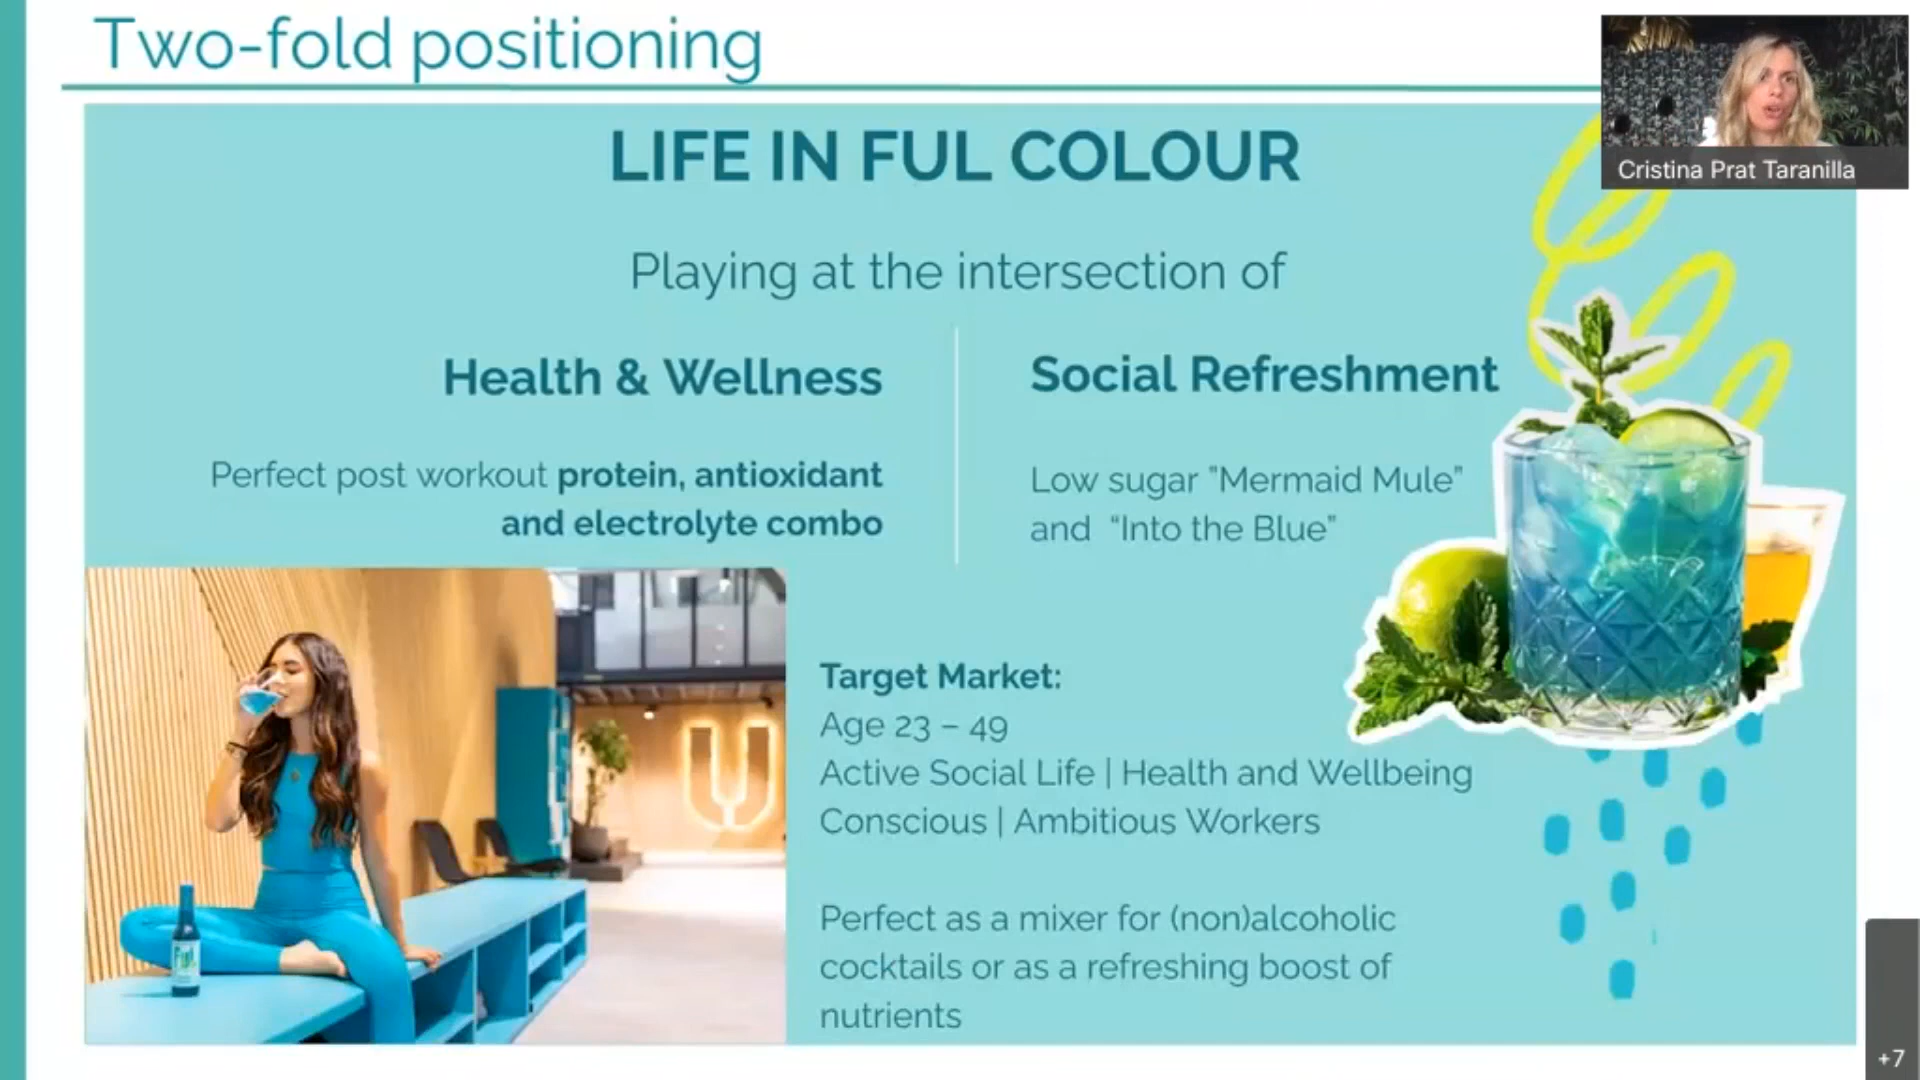 Two-fold positioning
Cristina Prat Taranilla
LIFE IN FUL COLOUR
Playing at the intersection of
Health & Wellness
Perfect post workout protein, antioxidant
and electrolyte combo
Social Refreshment
Low sugar "Mermaid Mule”
and “Into the Blue”
Target Market:
Age 23 – 49
Active Social Life | Health and Wellbeing
Conscious | Ambitious Workers
Perfect as a mixer for (non)alcoholic
cocktails or as a refreshing boost of
nutrients
Ful
U
+7